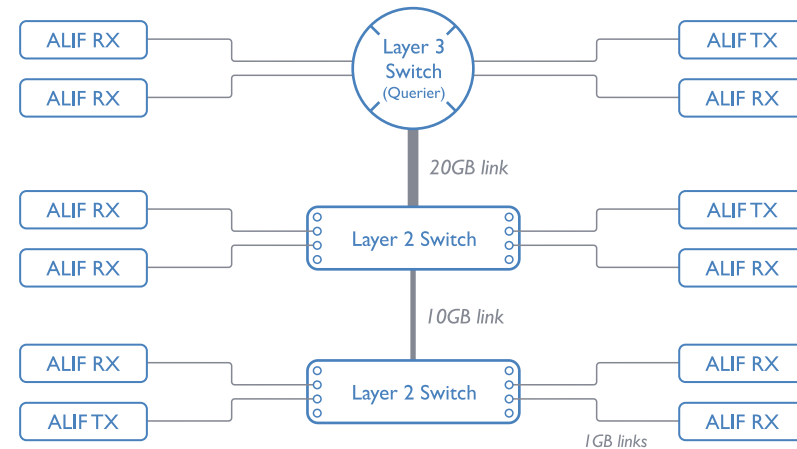 ALIF RX
Layer 3
Switch
(Querier)
ALIF TX
ALIF RX
ALIF RX
20GB link
ALIF RX
Layer 2 Switch
ALIF TX
ALIF RX
ALIF RX
10GB link
ALIF RX
Layer 2 Switch
ALIF RX
ALIF TX
ALIF RX
1GB links